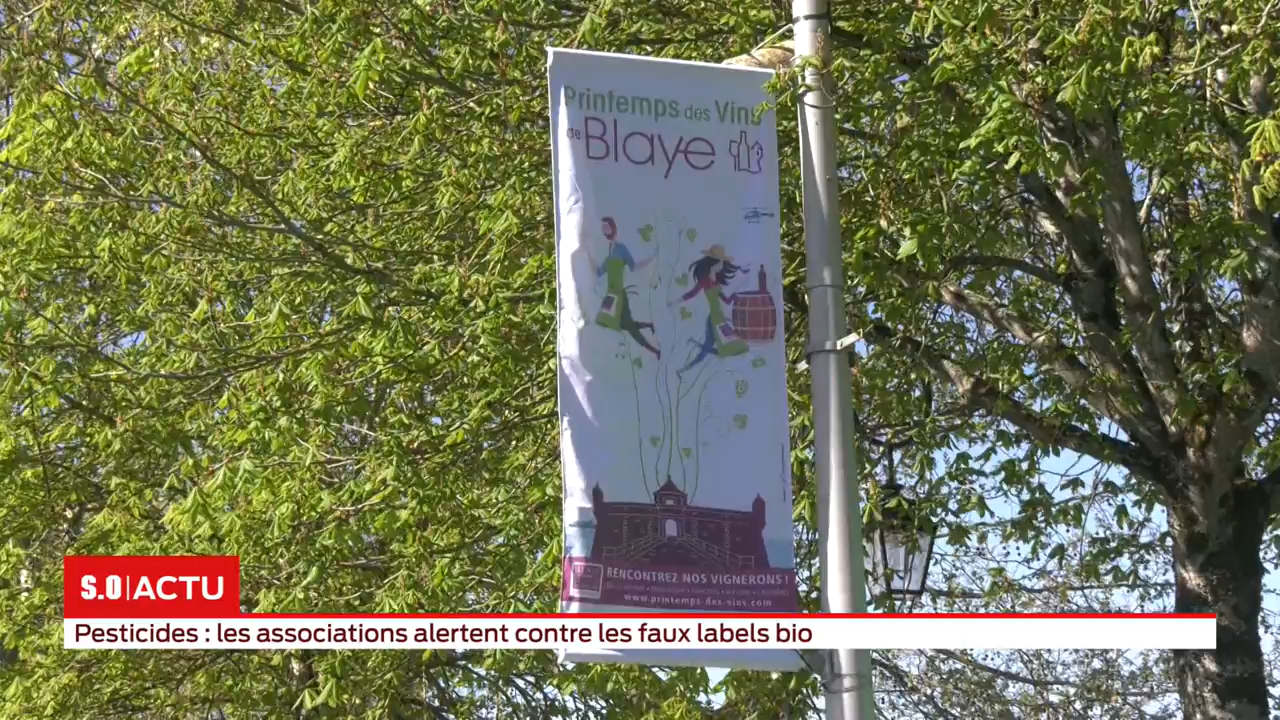 Printemps des Vins
de Blaye
RENCONTREZ NOS VIGNERONS !
www.printemps-des-vins.com
S.O|ACTU
Pesticides : les associations alertent contre les faux labels bio